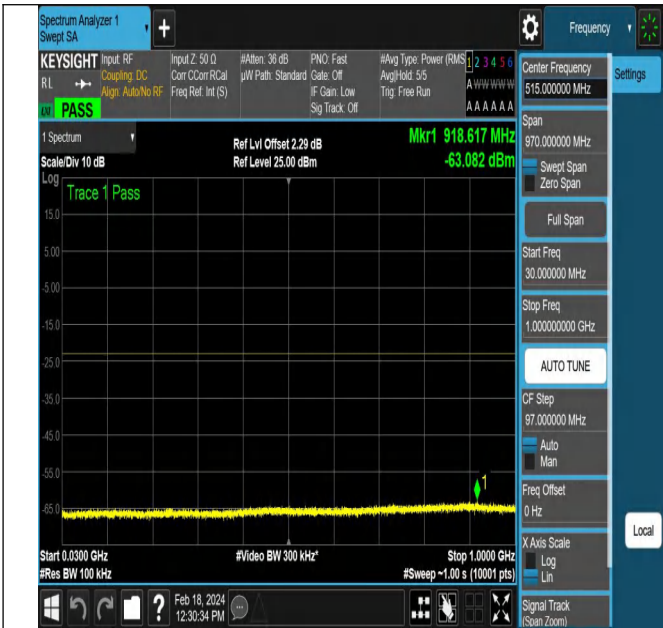 Spectrum Analyzer 1
Swept SA
Frequency
KEYSIGHT
RL
PASS
Input: RF
Coupling: DC
Align: Auto/No RF
Input Z: 50 Ω
Corr CCorr RCal
Freq Ref: Int (S)
#Atten: 36 dB
µW Path: Standard
PNO: Fast
Gate: Off
IF Gain: Low
Sig Track: Off
#Avg Type: Power (RMS
Avg|Hold: 5/5
Trig: Free Run
1 2 3 4 5 6
A W W W W W
A A A A A A
1 Spectrum
Scale/Div 10 dB
Log
Ref Lvl Offset 2.29 dB
Ref Level 25.00 dBm
Mkr1 918.617 MHz
-63.082 dBm
Trace 1 Pass
15.0
5.00
-5.00
-15.0
-25.0
-35.0
-45.0
-55.0
-65.0
1
Start 0.0300 GHz
#Res BW 100 kHz
#Video BW 300 kHz*
Stop 1.0000 GHz
#Sweep ~1.00 s (10001 pts)
Feb 18, 2024
12:30:34 PM
Center Frequency
515.000000 MHz
Span
970.000000 MHz
Swept Span
Zero Span
Full Span
Start Freq
30.000000 MHz
Stop Freq
1.000000000 GHz
AUTO TUNE
CF Step
97.000000 MHz
Auto
Man
Freq Offset
0 Hz
X Axis Scale
Log
Lin
Signal Track
(Span Zoom)
Settings
Local